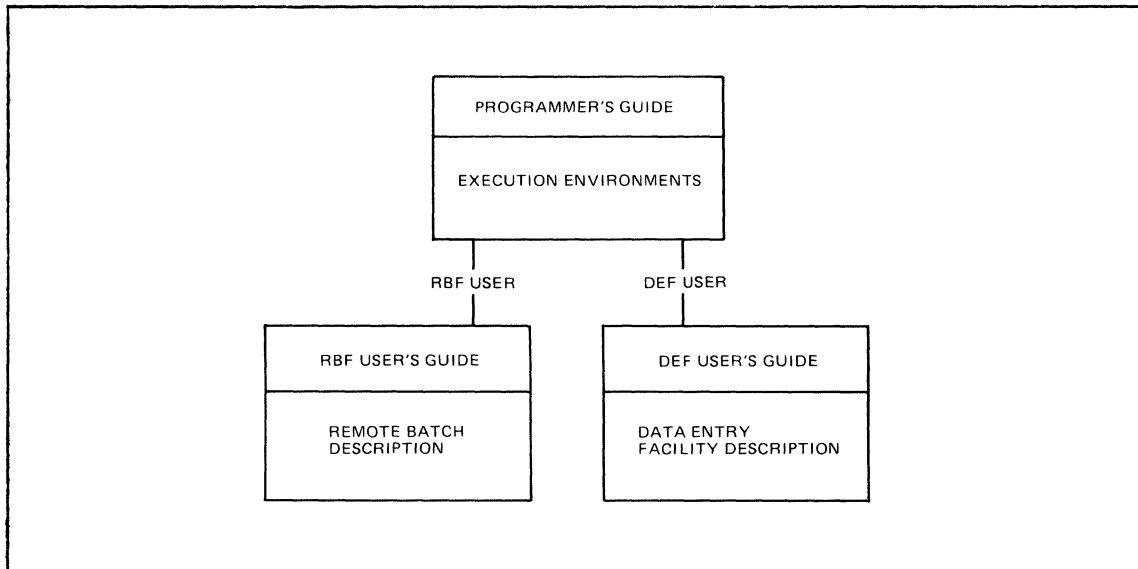 PROGRAMMER'S GUIDE
EXECUTION ENVIRONMENTS
RBF USER
DEF USER
RBF USER'S GUIDE
REMOTE BATCH
DESCRIPTION
DEF USER'S GUIDE
DATA ENTRY
FACILITY DESCRIPTION